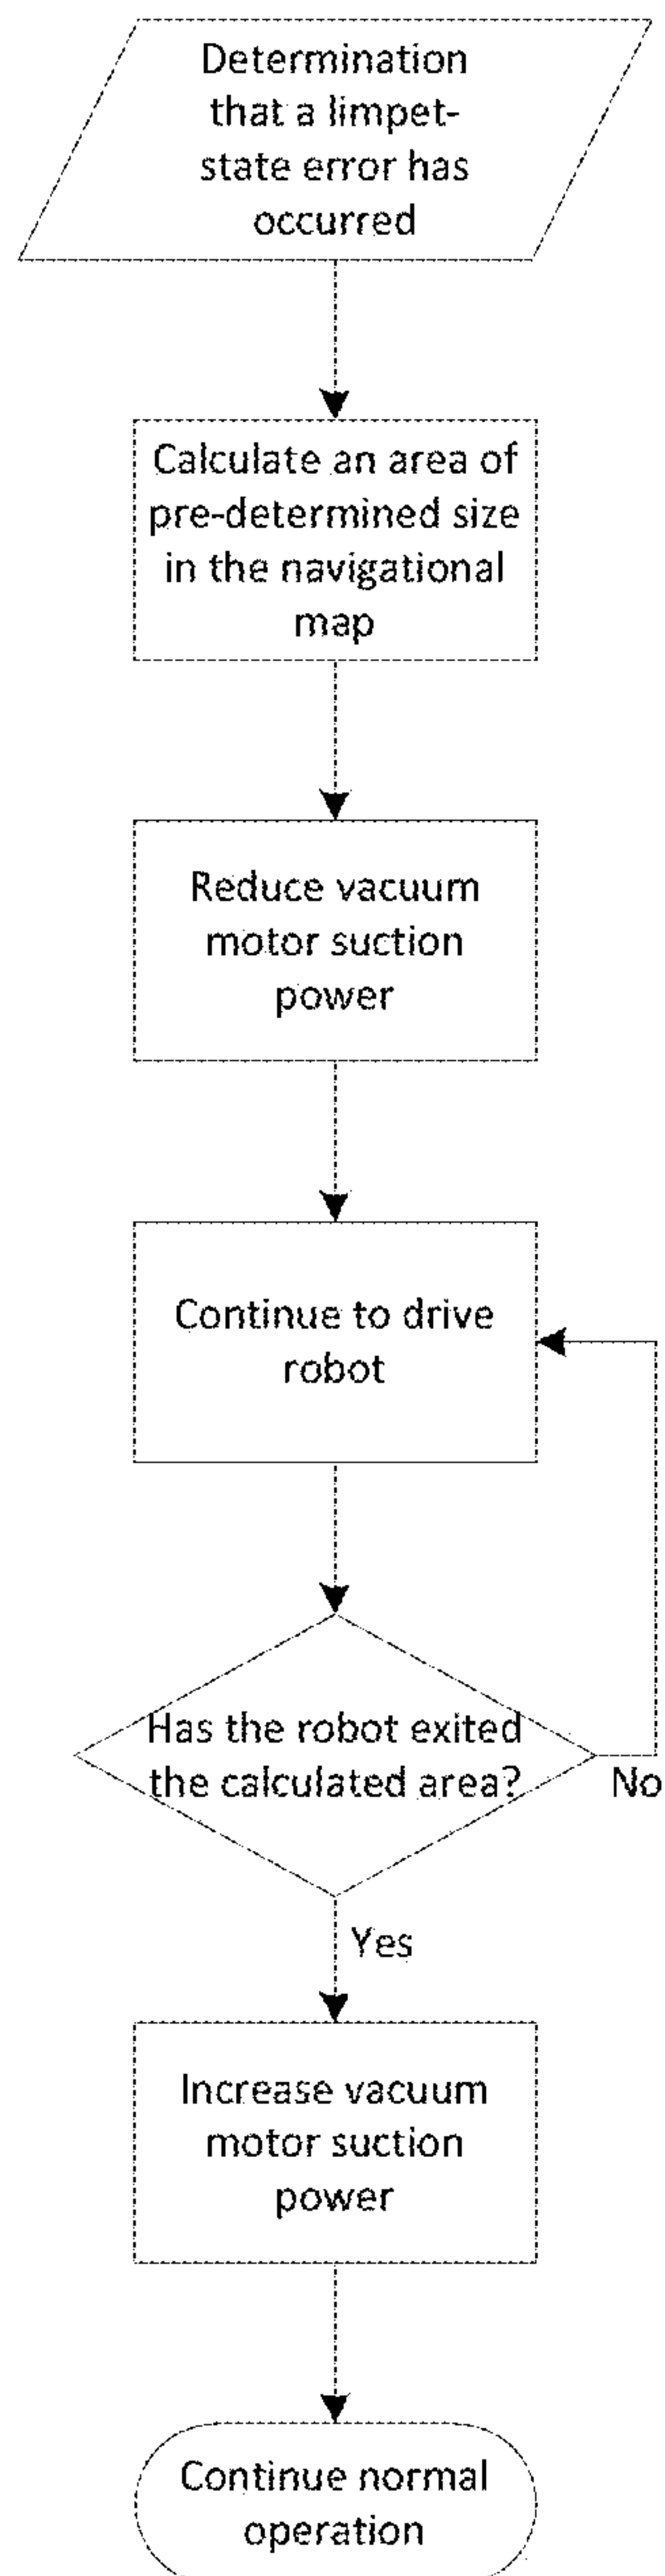 Determination
that a limpet-
state error has
occurred
Calculate an area of
pre-determined size
in the navigational
map
Reduce vacuum
motor suction
power
Continue to drive
robot
Has the robot exited
the calculated area?
No
Yes
Increase vacuum
motor suction
power
Continue normal
operation